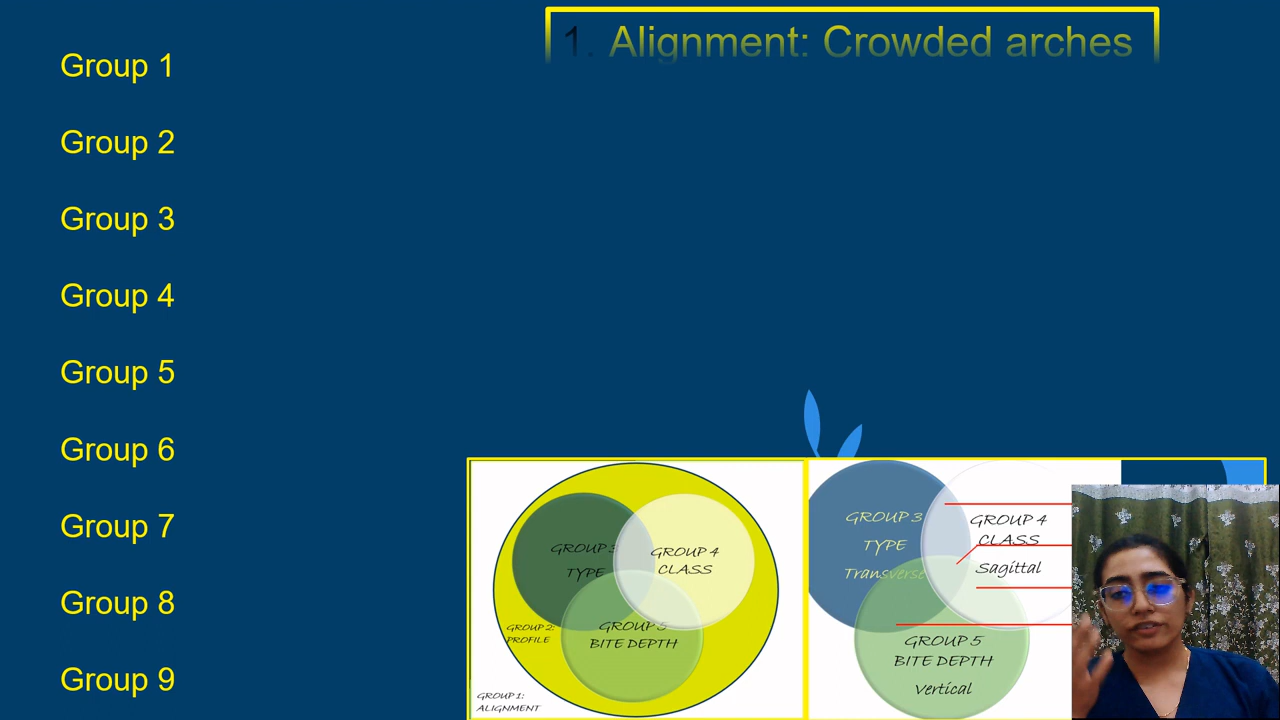 1. Alignment: Crowded arches
Group 1
Group 2
Group 3
Group 4
Group 5
Group 6
Group 7
Group 8
Group 9
GROUP 3
TYPE
GROUP 4
CLASS
GROUP 5
BITE DEPTH
GROUP 2:
PROFILE
GROUP 1:
ALIGNMENT
GROUP 3
TYPE
Transverse
GROUP 4
CLASS
Sagittal
GROUP 5
BITE DEPTH
Vertical